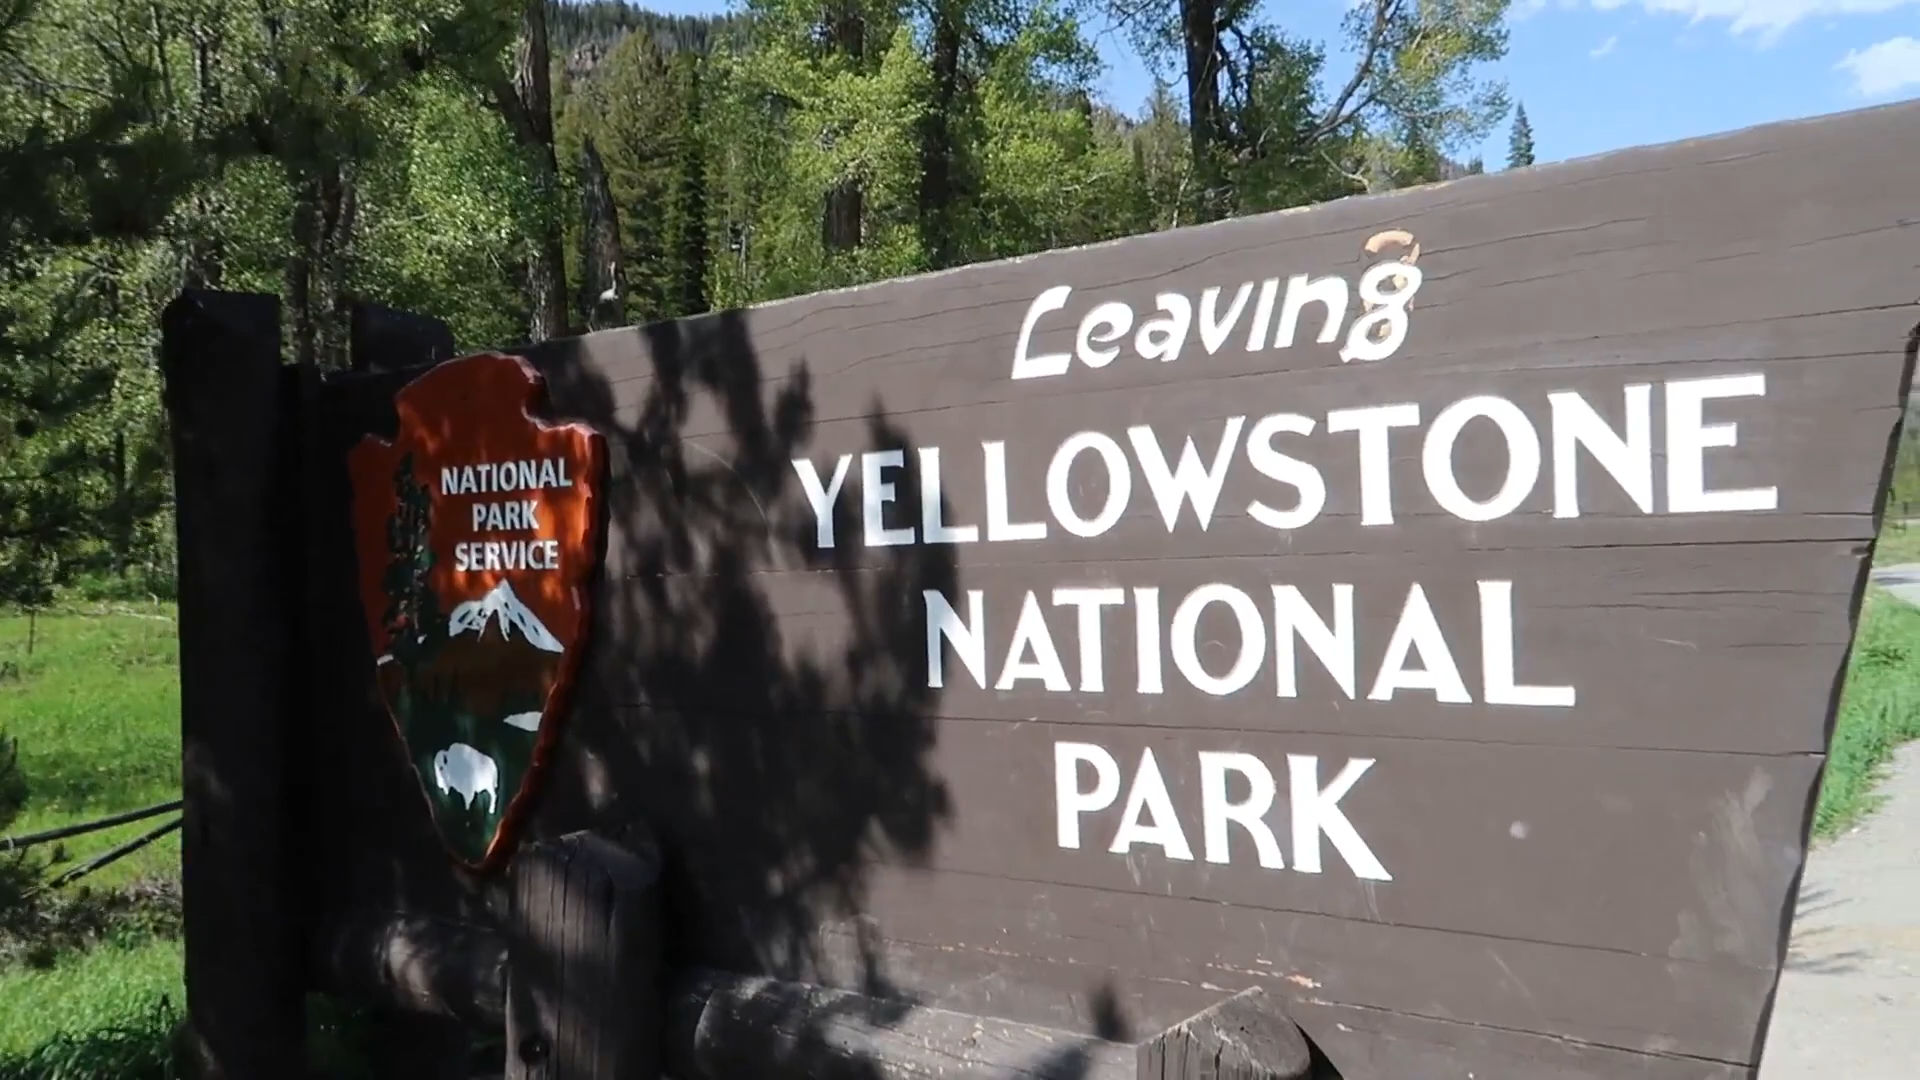 NATIONAL
PARK
SERVICE
Leaving
YELLOWSTONE
NATIONAL
PARK